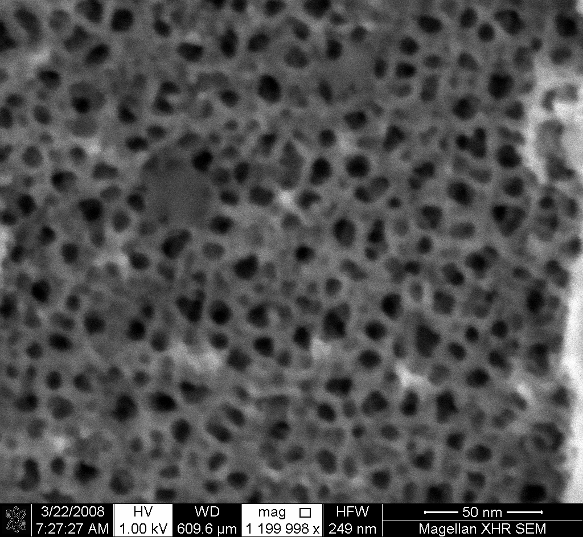 3/22/2008 HV WD mag HFW 50 nm
7:27:27 AM 1.00 kV 609.6 µm 1 199 998 x 249 nm Magellan XHR SEM